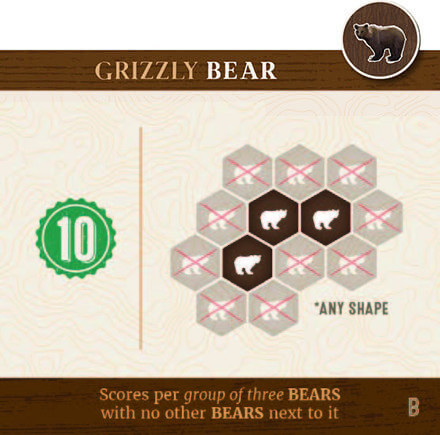 GRIZZLY BEAR
10
*ANY SHAPE
Scores per group of three BEARS
with no other BEARS next to it
B